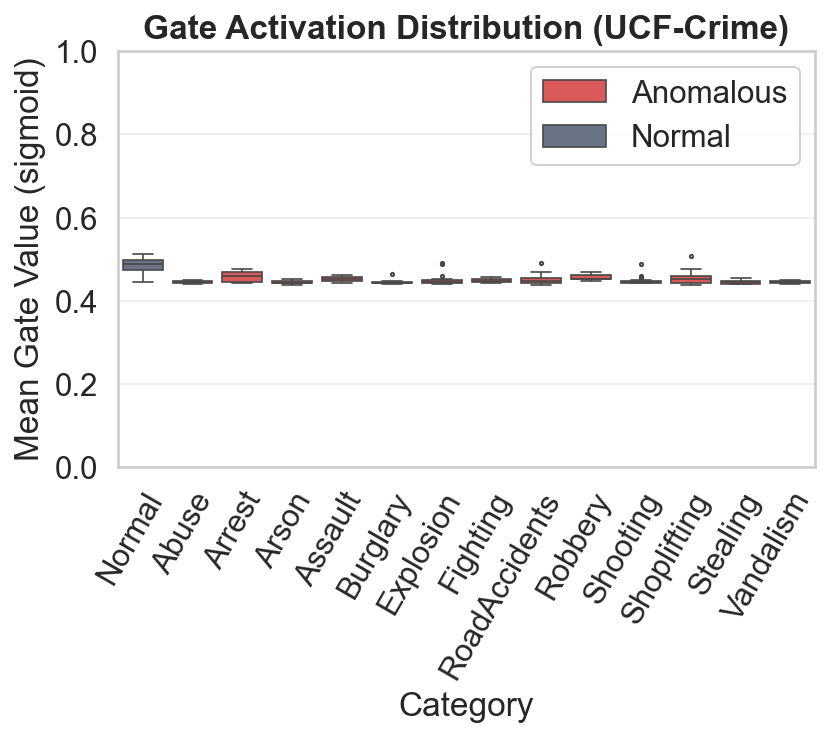 Gate Activation Distribution (UCF-Crime)
Mean Gate Value (sigmoid)
1.0
0.8
0.6
0.4
0.2
0.0
Anomalous
Normal
Normal
Abuse
Arrest
Arson
Assault
Burglary
Explosion
Fighting
RoadAccidents
Robbery
Shooting
Shoplifting
Stealing
Vandalism
Category